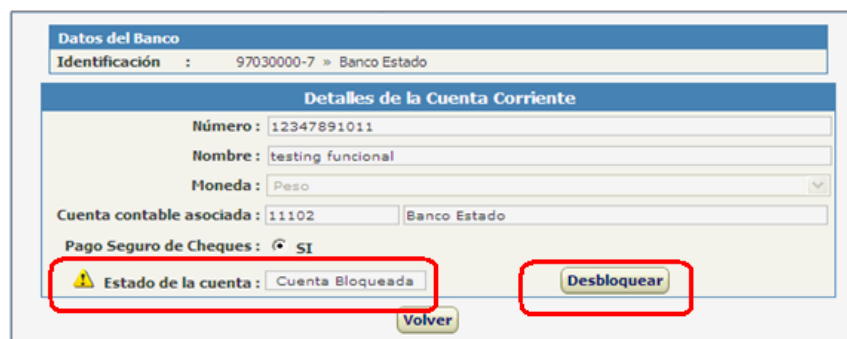 Datos del Banco
Identificación : 97030000-7 » Banco Estado
Detalles de la Cuenta Corriente
Número : 12347891011
Nombre : testing funcional
Moneda : Peso
Cuenta contable asociada : 11102 Banco Estado
Pago Seguro de Cheques : SI
Estado de la cuenta : Cuenta Bloqueada Desbloquear
Volver